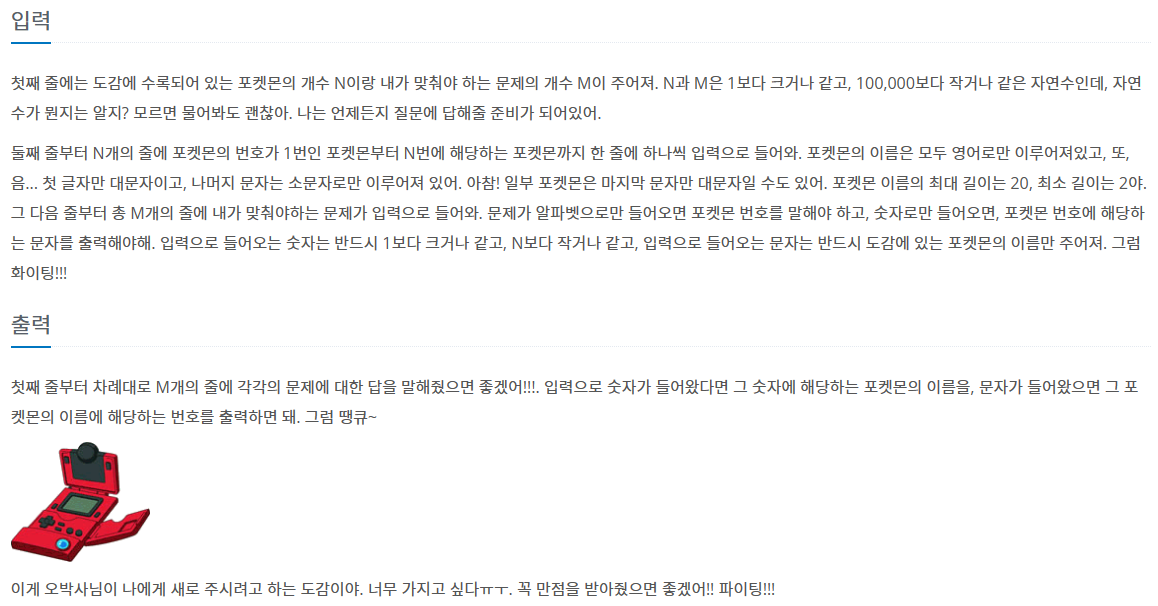 입력
첫째 줄에는 도감에 수록되어 있는 포켓몬의 개수 N이랑 내가 맞춰야 하는 문제의 개수 M이 주어져. N과 M은 1보다 크거나 같고, 100,000보다 작거나 같은 자연수인데, 자연
수가 뭔지는 알지? 모르면 물어봐도 괜찮아. 나는 언제든지 질문에 답해줄 준비가 되어있어.
둘째 줄부터 N개의 줄에 포켓몬의 번호가 1번인 포켓몬부터 N번에 해당하는 포켓몬까지 한 줄에 하나씩 입력으로 들어와. 포켓몬의 이름은 모두 영어로만 이루어져있고, 또,
음... 첫 글자만 대문자이고, 나머지 문자는 소문자로만 이루어져 있어. 아참! 일부 포켓몬은 마지막 문자만 대문자일 수도 있어. 포켓몬 이름의 최대 길이는 20, 최소 길이는 2야.
그 다음 줄부터 총 M개의 줄에 내가 맞춰야하는 문제가 입력으로 들어와. 문제가 알파벳으로만 들어오면 포켓몬 번호를 말해야 하고, 숫자로만 들어오면, 포켓몬 번호에 해당하
는 문자를 출력해야해. 입력으로 들어오는 숫자는 반드시 1보다 크거나 같고, N보다 작거나 같고, 입력으로 들어오는 문자는 반드시 도감에 있는 포켓몬의 이름만 주어져. 그럼
화이팅!!!
출력
첫째 줄부터 차례대로 M개의 줄에 각각의 문제에 대한 답을 말해줬으면 좋겠어!!!. 입력으로 숫자가 들어왔다면 그 숫자에 해당하는 포켓몬의 이름을, 문자가 들어왔으면 그 포
켓몬의 이름에 해당하는 번호를 출력하면 돼. 그럼 땡큐~
이게 오박사님이 나에게 새로 주시려고 하는 도감이야. 너무 가지고 싶다ㅠㅜ. 꼭 만점을 받아줬으면 좋겠어!! 파이팅!!!